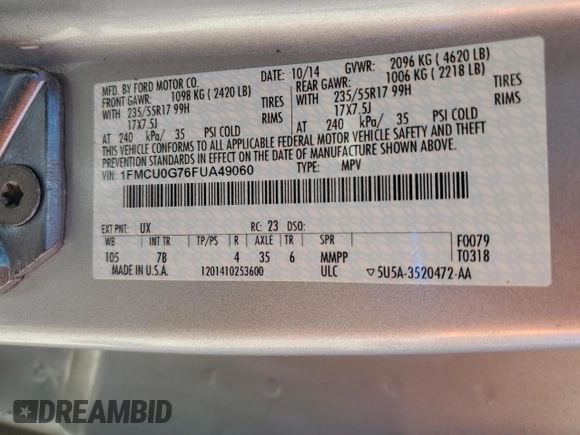 MFD. BY FORD MOTOR CO. DATE: 10/14 GVWR: 2096 KG ( 4620 LB)
FRONT GAWR: 1098 KG ( 2420 LB) REAR GAWR: 1006 KG ( 2218 LB)
WITH 235/55R17 99H TIRES WITH 235/55R17 99H TIRES
17X7.5J RIMS 17X7.5J RIMS
AT 240 kPa/ 35 PSI COLD AT 240 kPa/ 35 PSI COLD
THIS VEHICLE CONFORMS TO ALL APPLICABLE FEDERAL MOTOR VEHICLE SAFETY AND THEFT
PREVENTION STANDARDS IN EFFECT ON THE DATE OF MANUFACTURE SHOWN ABOVE.
VIN: 1FMCU0G76FUA49060 TYPE: MPV
EXT PNT: UX RC: 23 DSO:
WB INT TR TP/PS R AXLE TR SPR F0079
105 7B 4 35 6 MMPP T0318
MADE IN U.S.A. 1201410253600 ULC ▽5U5A-3520472-AA
DREAMBID